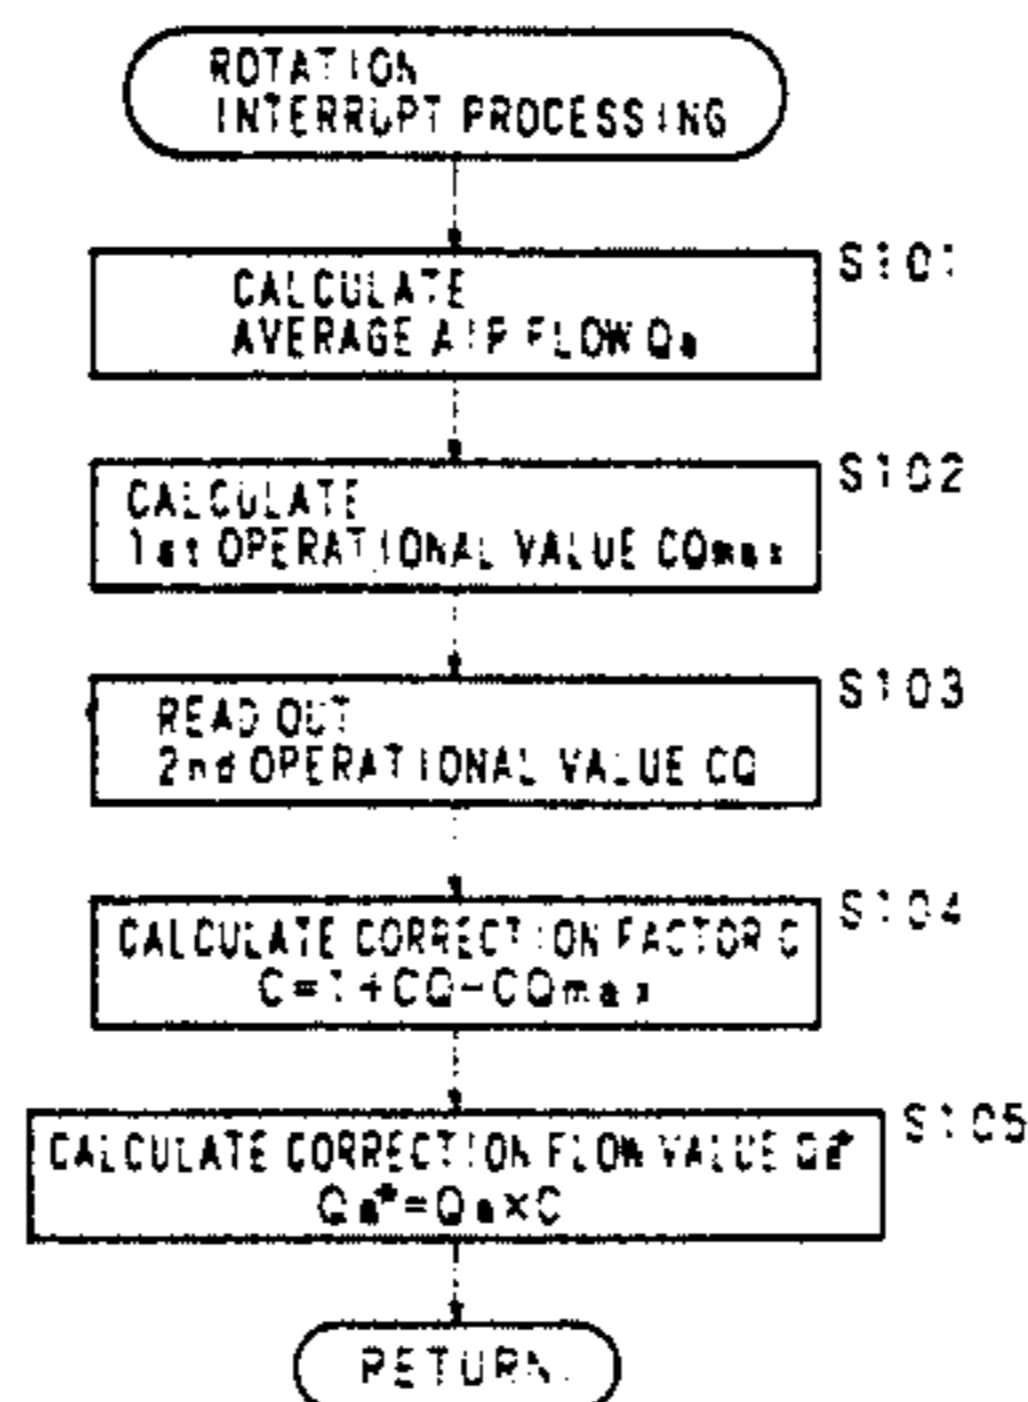 ROTATION
INTERRUPT PROCESSING
S101
CALCULATE
AVERAGE AIR FLOW Qa
S102
CALCULATE
1st OPERATIONAL VALUE CQmax
S103
READ OUT
2nd OPERATIONAL VALUE CQ
S104
CALCULATE CORRECTION FACTOR C
C=1+CQ-CQmax
S105
CALCULATE CORRECTION FLOW VALUE Qa*
Qa*=Qa×C
RETURN